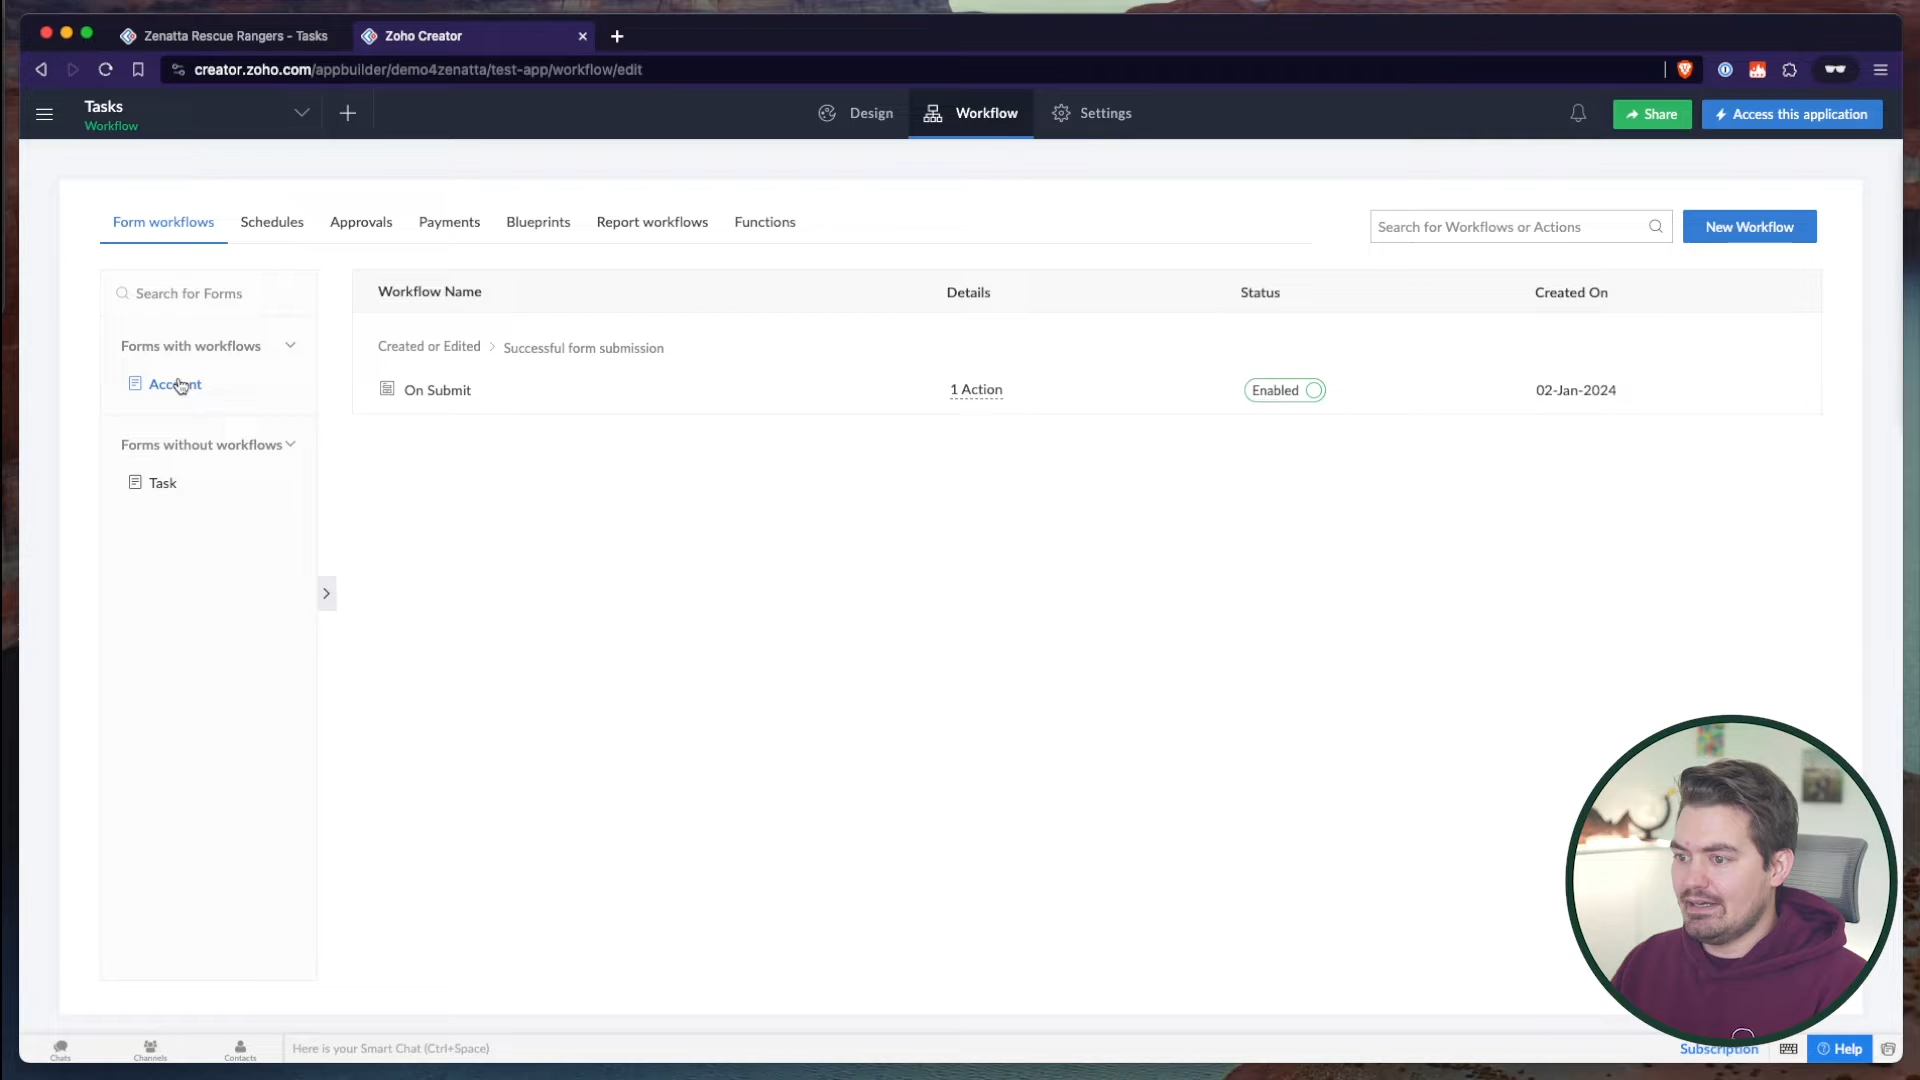 Zenatta Rescue Rangers - Tasks
Zoho Creator
creator.zoho.com/appbuilder/demo4zenatta/test-app/workflow/edit
Tasks
Workflow
Design
Workflow
Settings
Share
Access this application
Form workflows
Schedules
Approvals
Payments
Blueprints
Report workflows
Functions
Search for Workflows or Actions
New Workflow
Search for Forms
Forms with workflows
Account
Forms without workflows
Task
Workflow Name
Details
Status
Created On
Created or Edited > Successful form submission
On Submit
1 Action
Enabled
02-Jan-2024
Chats
Channels
Contacts
Here is your Smart Chat (Ctrl+Space)
Subscription
Help